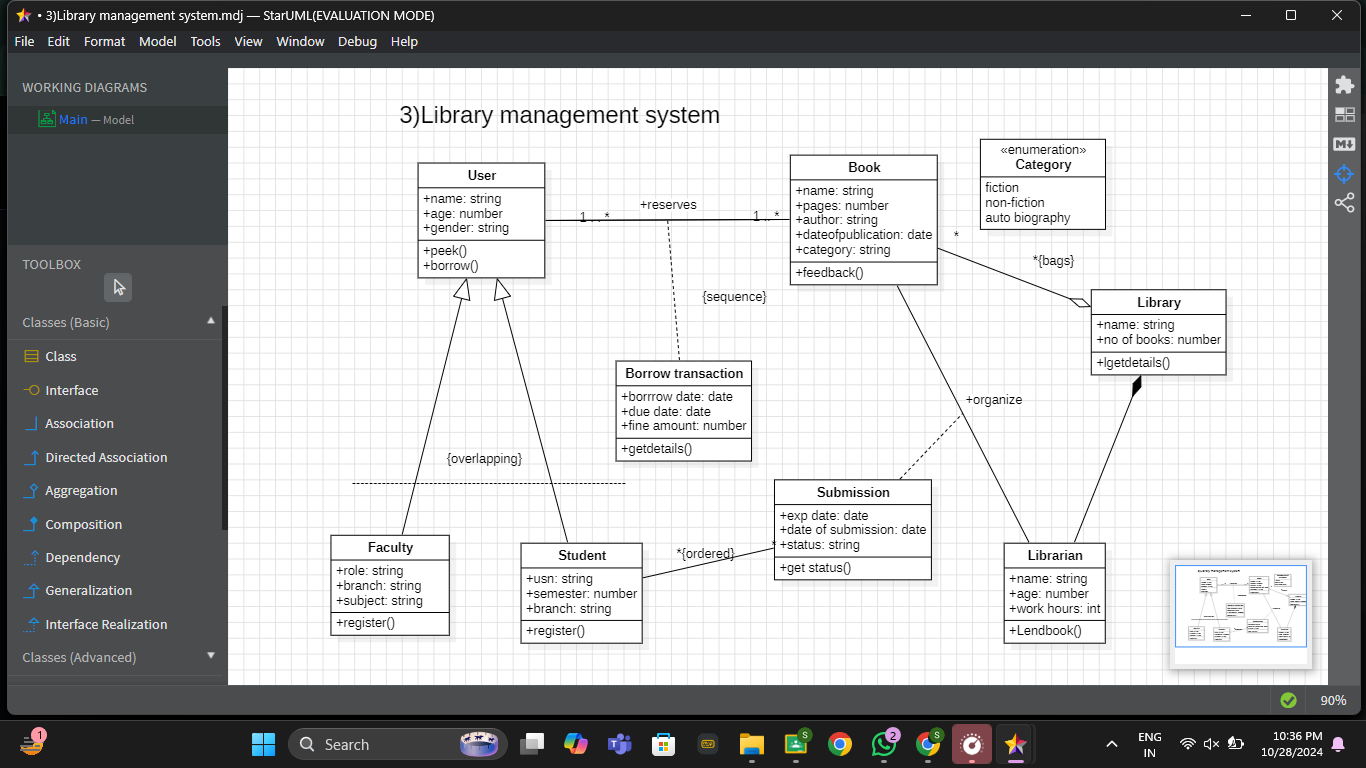 • 3)Library management system.mdj — StarUML(EVALUATION MODE)
File Edit Format Model Tools View Window Debug Help
WORKING DIAGRAMS
Main — Model
TOOLBOX
Classes (Basic)
Class
Interface
Association
Directed Association
Aggregation
Composition
Dependency
Generalization
Interface Realization
Classes (Advanced)
3)Library management system
User
+name: string
+age: number
+gender: string
+peek()
+borrow()
1..*
+reserves
1..*
Book
+name: string
+pages: number
+author: string
+dateofpublication: date
+category: string
+feedback()
«enumeration»
Category
fiction
non-fiction
auto biography
*
*{bags}
Library
+name: string
+no of books: number
+lgetdetails()
{sequence}
Borrow transaction
+borrrow date: date
+due date: date
+fine amount: number
+getdetails()
+organize
{overlapping}
Faculty
+role: string
+branch: string
+subject: string
+register()
Student
+usn: string
+semester: number
+branch: string
+register()
*{ordered}
*
Submission
+exp date: date
+date of submission: date
+status: string
+get status()
Librarian
+name: string
+age: number
+work hours: int
+Lendbook()
M
90%
1
Search
S
2
S
ENG
IN
10:36 PM
10/28/2024